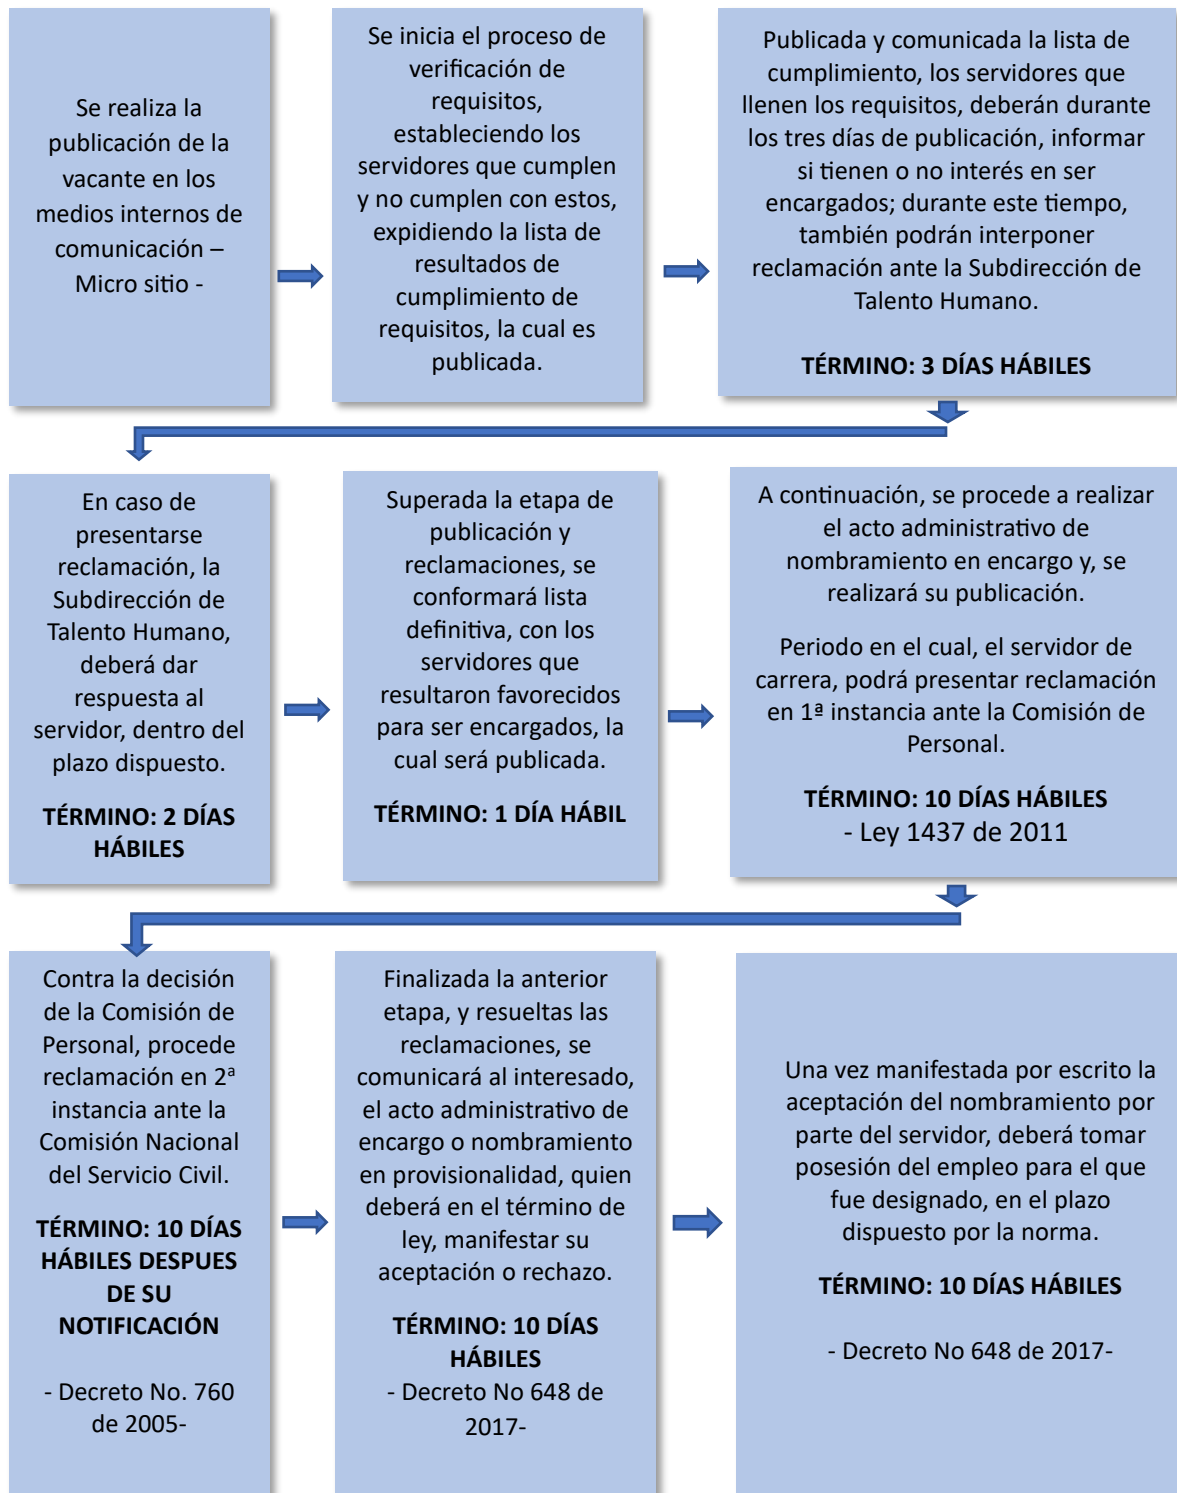 Se realiza la
publicación de la
vacante en los
medios internos de
comunicación –
Micro sitio -
Se inicia el proceso de
verificación de
requisitos,
estableciendo los
servidores que cumplen
y no cumplen con estos,
expidiendo la lista de
resultados de
cumplimiento de
requisitos, la cual es
publicada.
Publicada y comunicada la lista de
cumplimiento, los servidores que
llenen los requisitos, deberán durante
los tres días de publicación, informar
si tienen o no interés en ser
encargados; durante este tiempo,
también podrán interponer
reclamación ante la Subdirección de
Talento Humano.
TÉRMINO: 3 DÍAS HÁBILES
En caso de
presentarse
reclamación, la
Subdirección de
Talento Humano,
deberá dar
respuesta al
servidor, dentro del
plazo dispuesto.
TÉRMINO: 2 DÍAS
HÁBILES
Superada la etapa de
publicación y
reclamaciones, se
conformará lista
definitiva, con los
servidores que
resultaron favorecidos
para ser encargados, la
cual será publicada.
TÉRMINO: 1 DÍA HÁBIL
A continuación, se procede a realizar
el acto administrativo de
nombramiento en encargo y, se
realizará su publicación.
Periodo en el cual, el servidor de
carrera, podrá presentar reclamación
en 1ª instancia ante la Comisión de
Personal.
TÉRMINO: 10 DÍAS HÁBILES
- Ley 1437 de 2011
Contra la decisión
de la Comisión de
Personal, procede
reclamación en 2ª
instancia ante la
Comisión Nacional
del Servicio Civil.
TÉRMINO: 10 DÍAS
HÁBILES DESPUES
DE SU
NOTIFICACIÓN
- Decreto No. 760
de 2005-
Finalizada la anterior
etapa, y resueltas las
reclamaciones, se
comunicará al interesado,
el acto administrativo de
encargo o nombramiento
en provisionalidad, quien
deberá en el término de
ley, manifestar su
aceptación o rechazo.
TÉRMINO: 10 DÍAS
HÁBILES
- Decreto No 648 de
2017-
Una vez manifestada por escrito la
aceptación del nombramiento por
parte del servidor, deberá tomar
posesión del empleo para el que
fue designado, en el plazo
dispuesto por la norma.
TÉRMINO: 10 DÍAS HÁBILES
- Decreto No 648 de 2017-